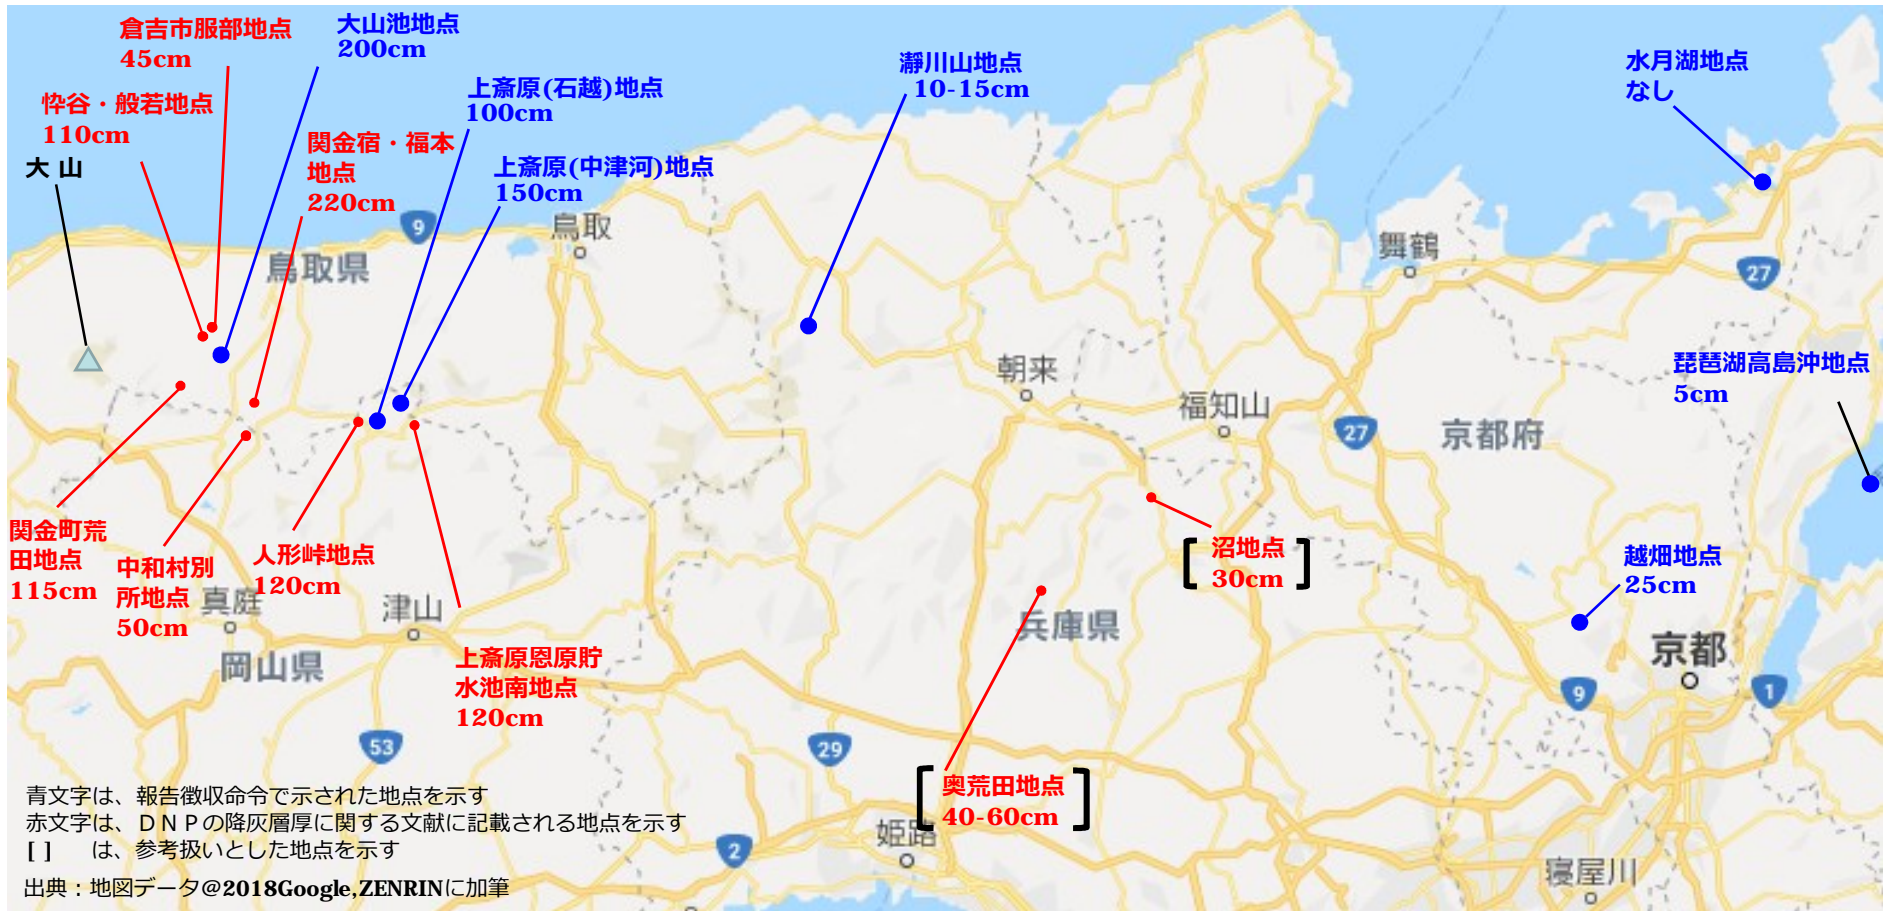 倉吉市服部地点
45cm
大山池地点
200cm
瀞川山地点
10-15cm
水月湖地点
なし
上斎原(石越)地点
100cm
忰谷・般若地点
110cm
関金宿・福本
地点
220cm
大 山
上斎原(中津河)地点
150cm
9
鳥取
鳥取県
舞鶴
27
朝来
福知山
27
京都府
琵琶湖高島沖地点
5cm
関金町荒
田地点
115cm
中和村別
所地点
50cm
人形峠地点
120cm
沼地点
[ ]
30cm
越畑地点
25cm
真庭
津山
岡山県
兵庫県
京都
上斎原恩原貯
水池南地点
120cm
9
1
53
29
奥荒田地点
[ ]
40-60cm
姫路
2
寝屋川
青文字は、報告徴収命令で示された地点を示す
赤文字は、DNPの降灰層厚に関する文献に記載される地点を示す
[ ] は、参考扱いとした地点を示す
出典：地図データ@2018Google,ZENRINに加筆